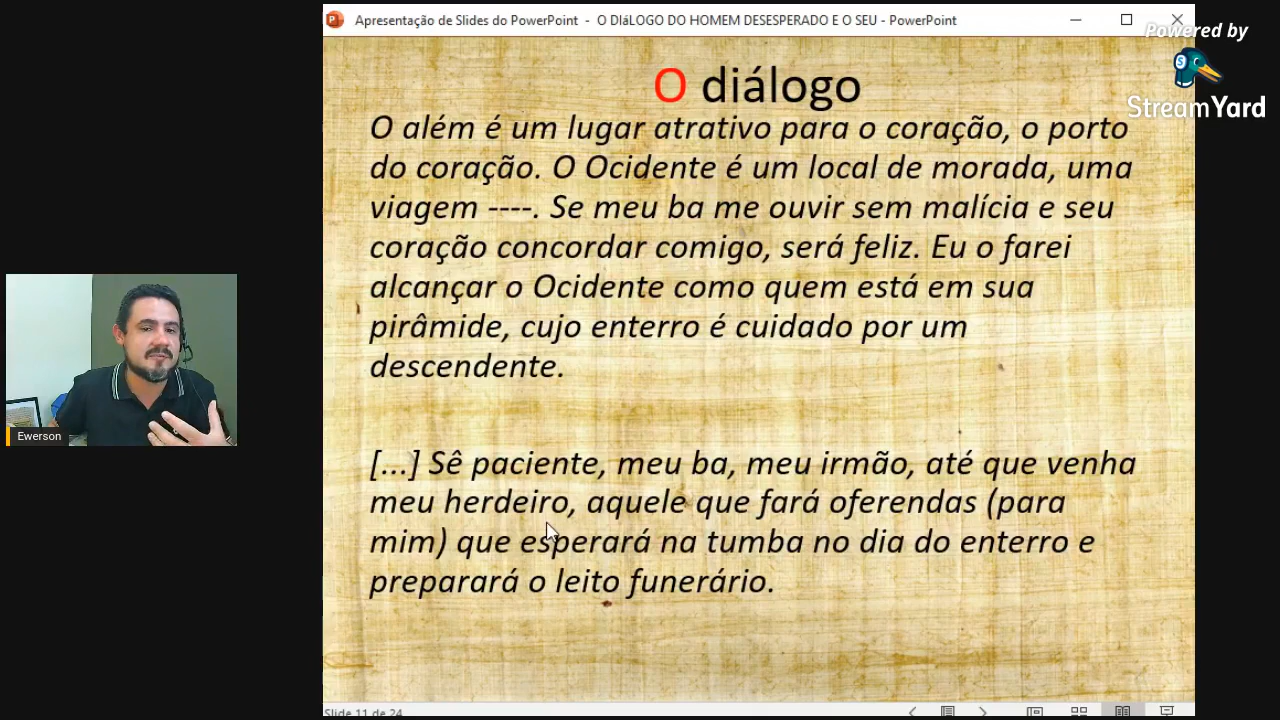 Apresentação de Slides do PowerPoint - O DIáLOGO DO HOMEM DESESPERADO E O SEU - PowerPoint
Powered by
StreamYard
O diálogo
O além é um lugar atrativo para o coração, o porto
do coração. O Ocidente é um local de morada, uma
viagem ----. Se meu ba me ouvir sem malícia e seu
coração concordar comigo, será feliz. Eu o farei
alcançar o Ocidente como quem está em sua
pirâmide, cujo enterro é cuidado por um
descendente.
[...] Sê paciente, meu ba, meu irmão, até que venha
meu herdeiro, aquele que fará oferendas (para
mim) que esperará na tumba no dia do enterro e
preparará o leito funerário.
Ewerson
Slide 11 de 24